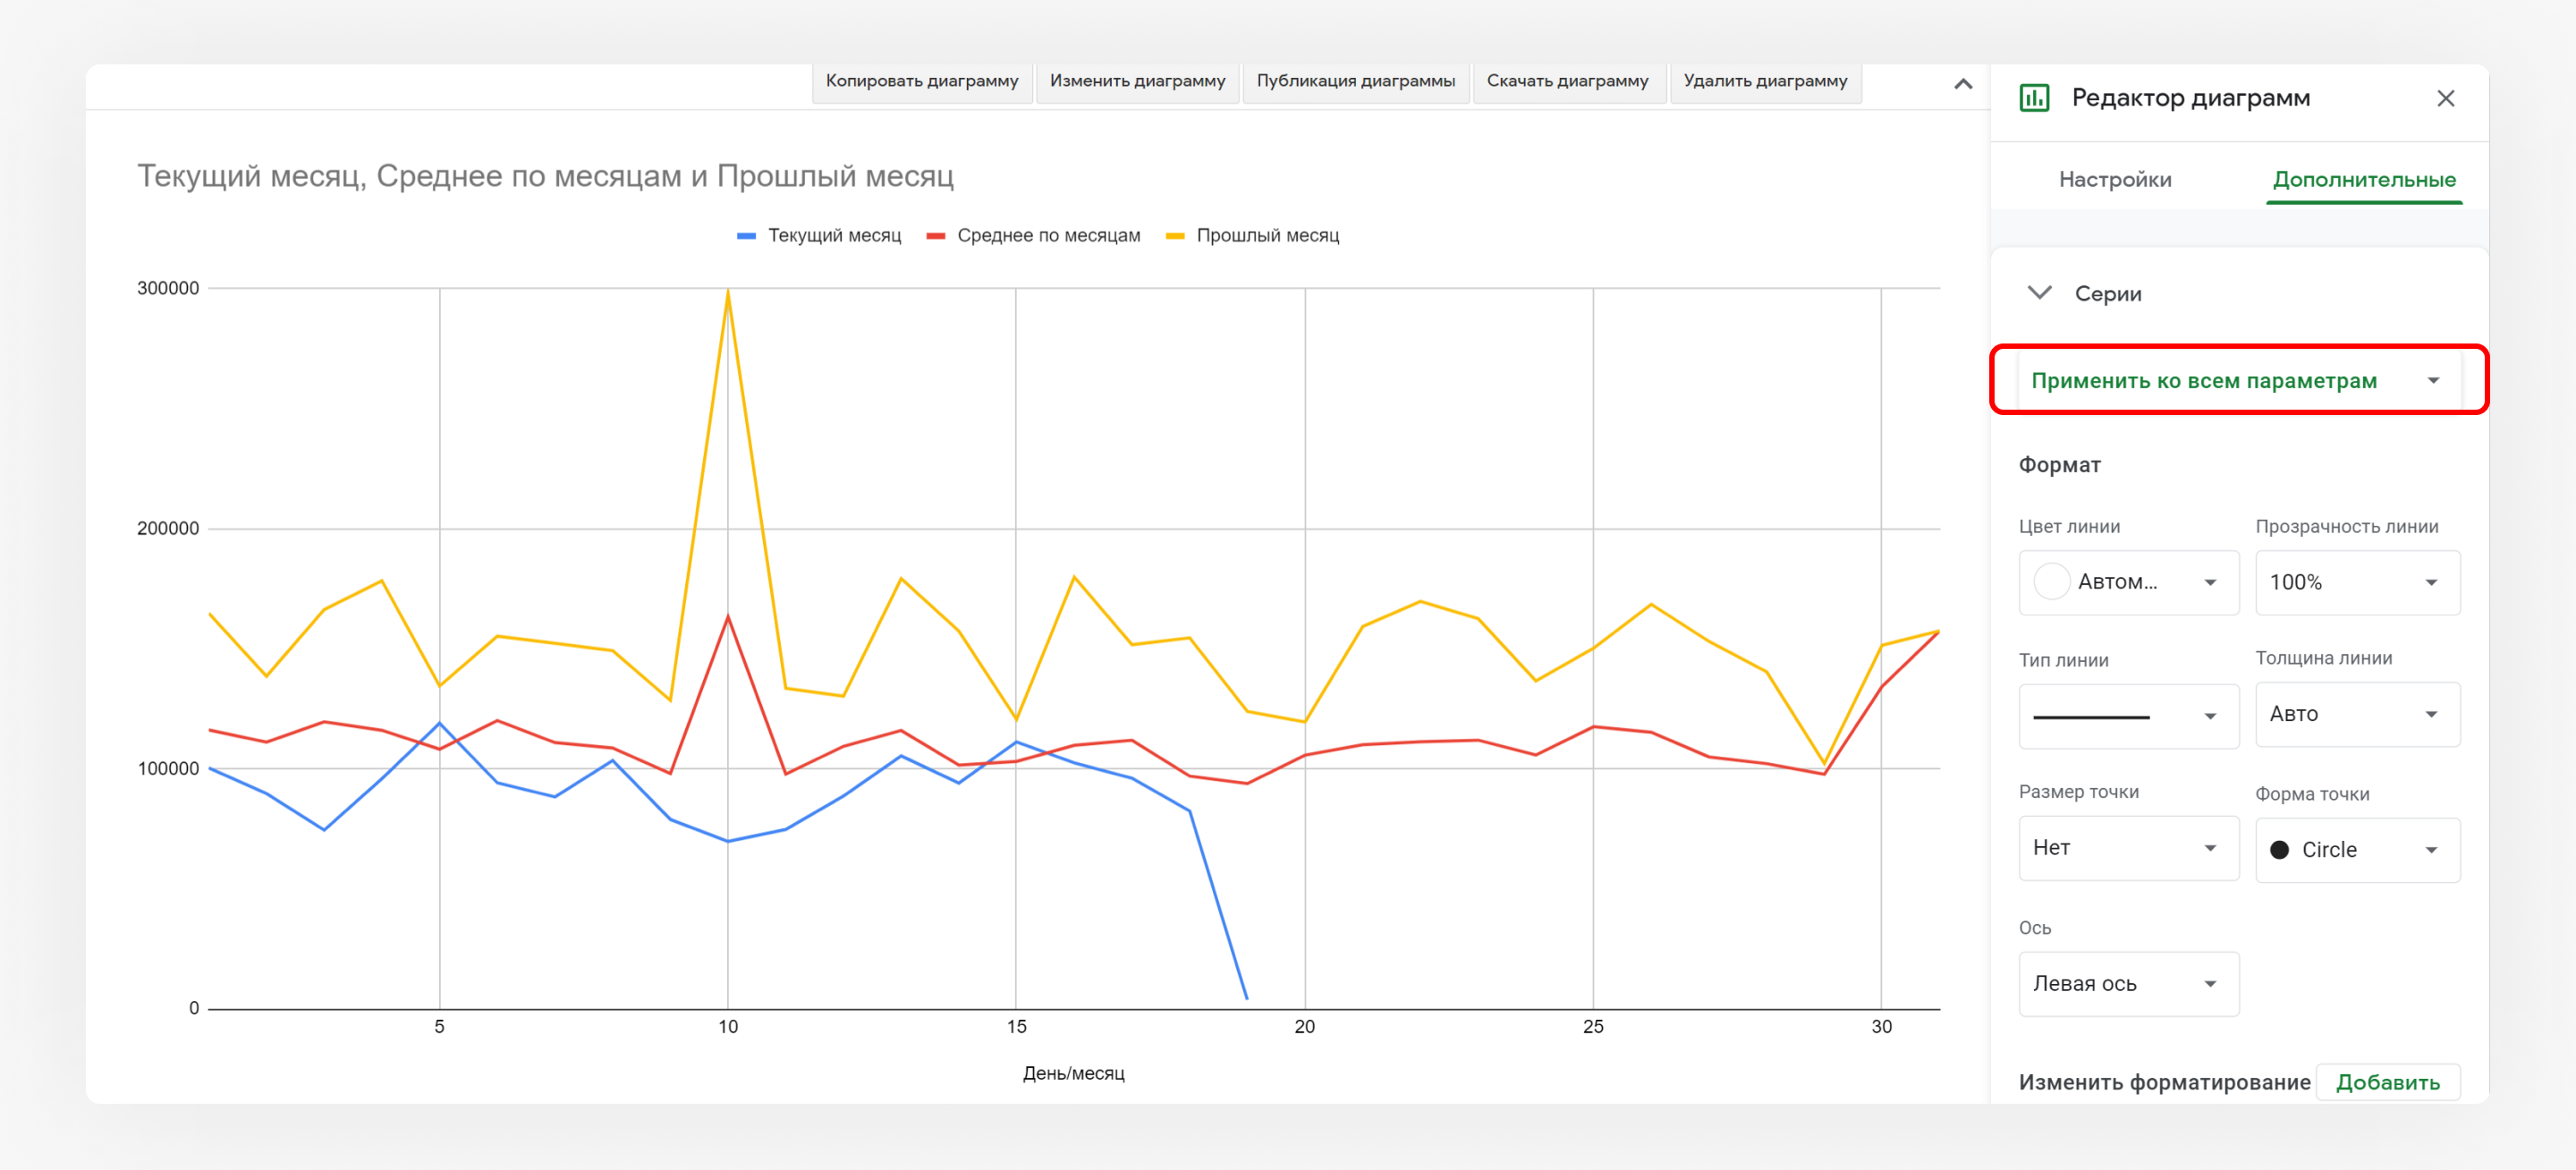 Копировать диаграмму
Изменить диаграмму
Публикация диаграммы
Скачать диаграмму
Удалить диаграмму
Текущий месяц, Среднее по месяцам и Прошлый месяц
Текущий месяц
Среднее по месяцам
Прошлый месяц
300000
200000
100000
0
5
10
15
20
25
30
День/месяц
Редактор диаграмм
Настройки
Дополнительные
Серии
Применить ко всем параметрам
Формат
Цвет линии
Прозрачность линии
Автом...
100%
Тип линии
Толщина линии
Авто
Размер точки
Форма точки
Нет
Circle
Ось
Левая ось
Изменить форматирование
Добавить